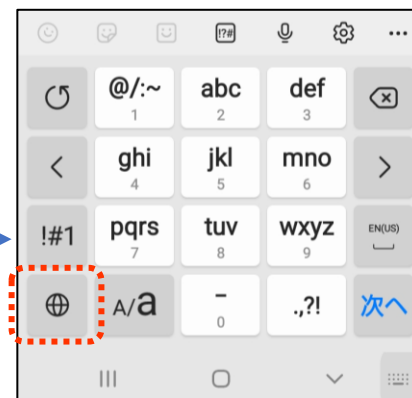 !?#
@/:~ abc def
1 2 3
ghi jkl mno
4 5 6
!#1 pqrs tuv wxyz EN(US)
7 8 9
A/a – .,?! 次へ
0